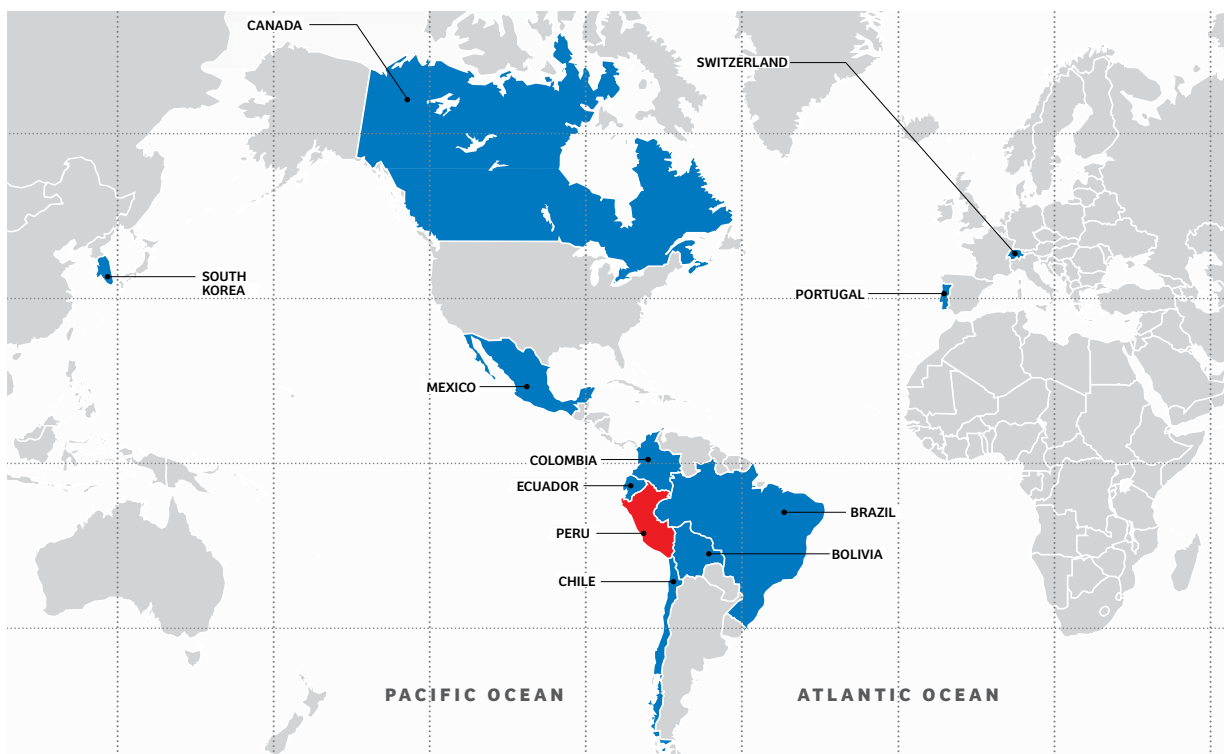 CANADA
SWITZERLAND
SOUTH
KOREA
PORTUGAL
MEXICO
COLOMBIA
ECUADOR
BRAZIL
PERU
BOLIVIA
CHILE
PACIFIC OCEAN
ATLANTIC OCEAN